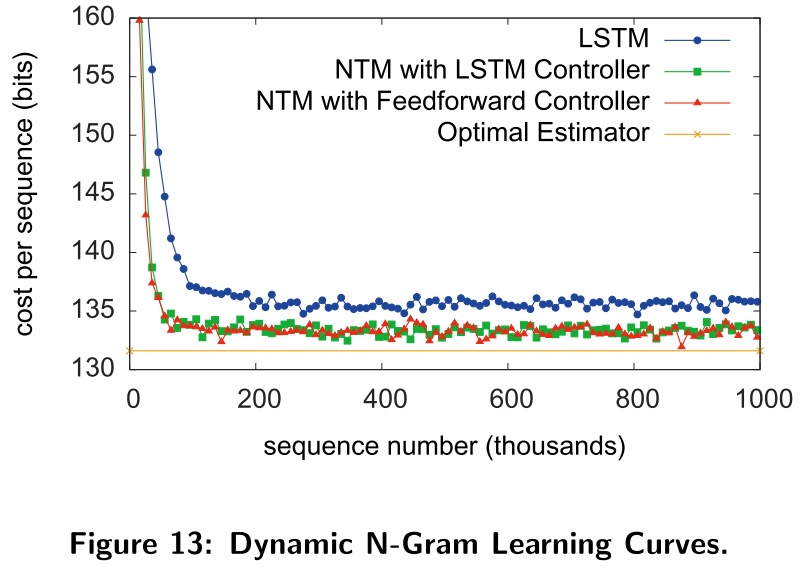 cost per sequence (bits)
160
155
150
145
140
135
130
LSTM
NTM with LSTM Controller
NTM with Feedforward Controller
Optimal Estimator
0 200 400 600 800 1000
sequence number (thousands)
Figure 13: Dynamic N-Gram Learning Curves.